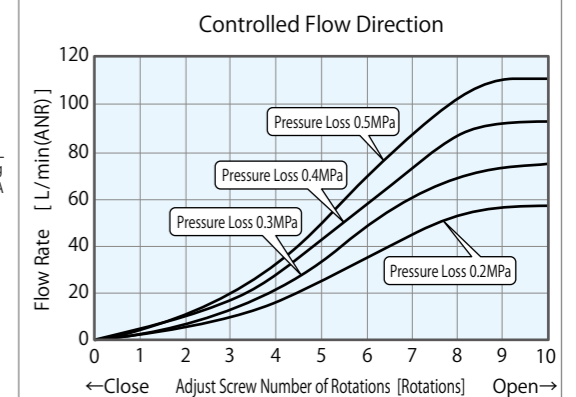 Controlled Flow Direction
Flow Rate [L/min(ANR)]
120
100
80
60
40
20
0
Pressure Loss 0.5MPa
Pressure Loss 0.4MPa
Pressure Loss 0.3MPa
Pressure Loss 0.2MPa
0 1 2 3 4 5 6 7 8 9 10
←Close Adjust Screw Number of Rotations [Rotations] Open→